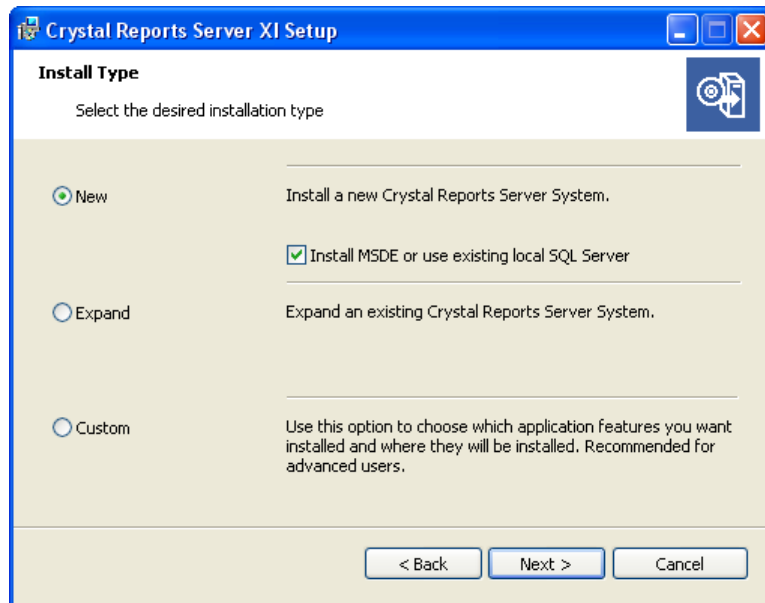 Crystal Reports Server XI Setup
Install Type
Select the desired installation type
New
Install a new Crystal Reports Server System.
Install MSDE or use existing local SQL Server
Expand
Expand an existing Crystal Reports Server System.
Custom
Use this option to choose which application features you want
installed and where they will be installed. Recommended for
advanced users.
< Back
Next >
Cancel